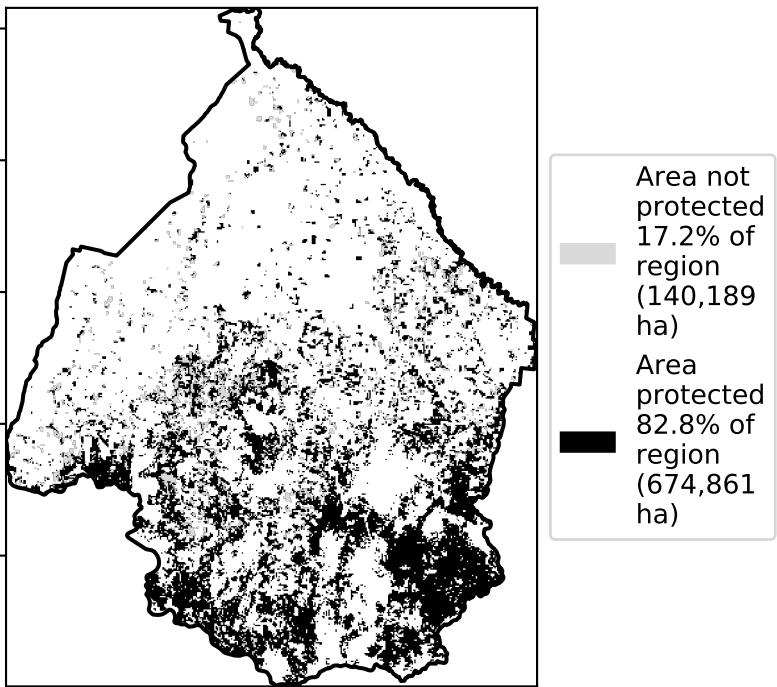 Area not
protected
17.2% of
region
(140,189
ha)
Area
protected
82.8% of
region
(674,861
ha)